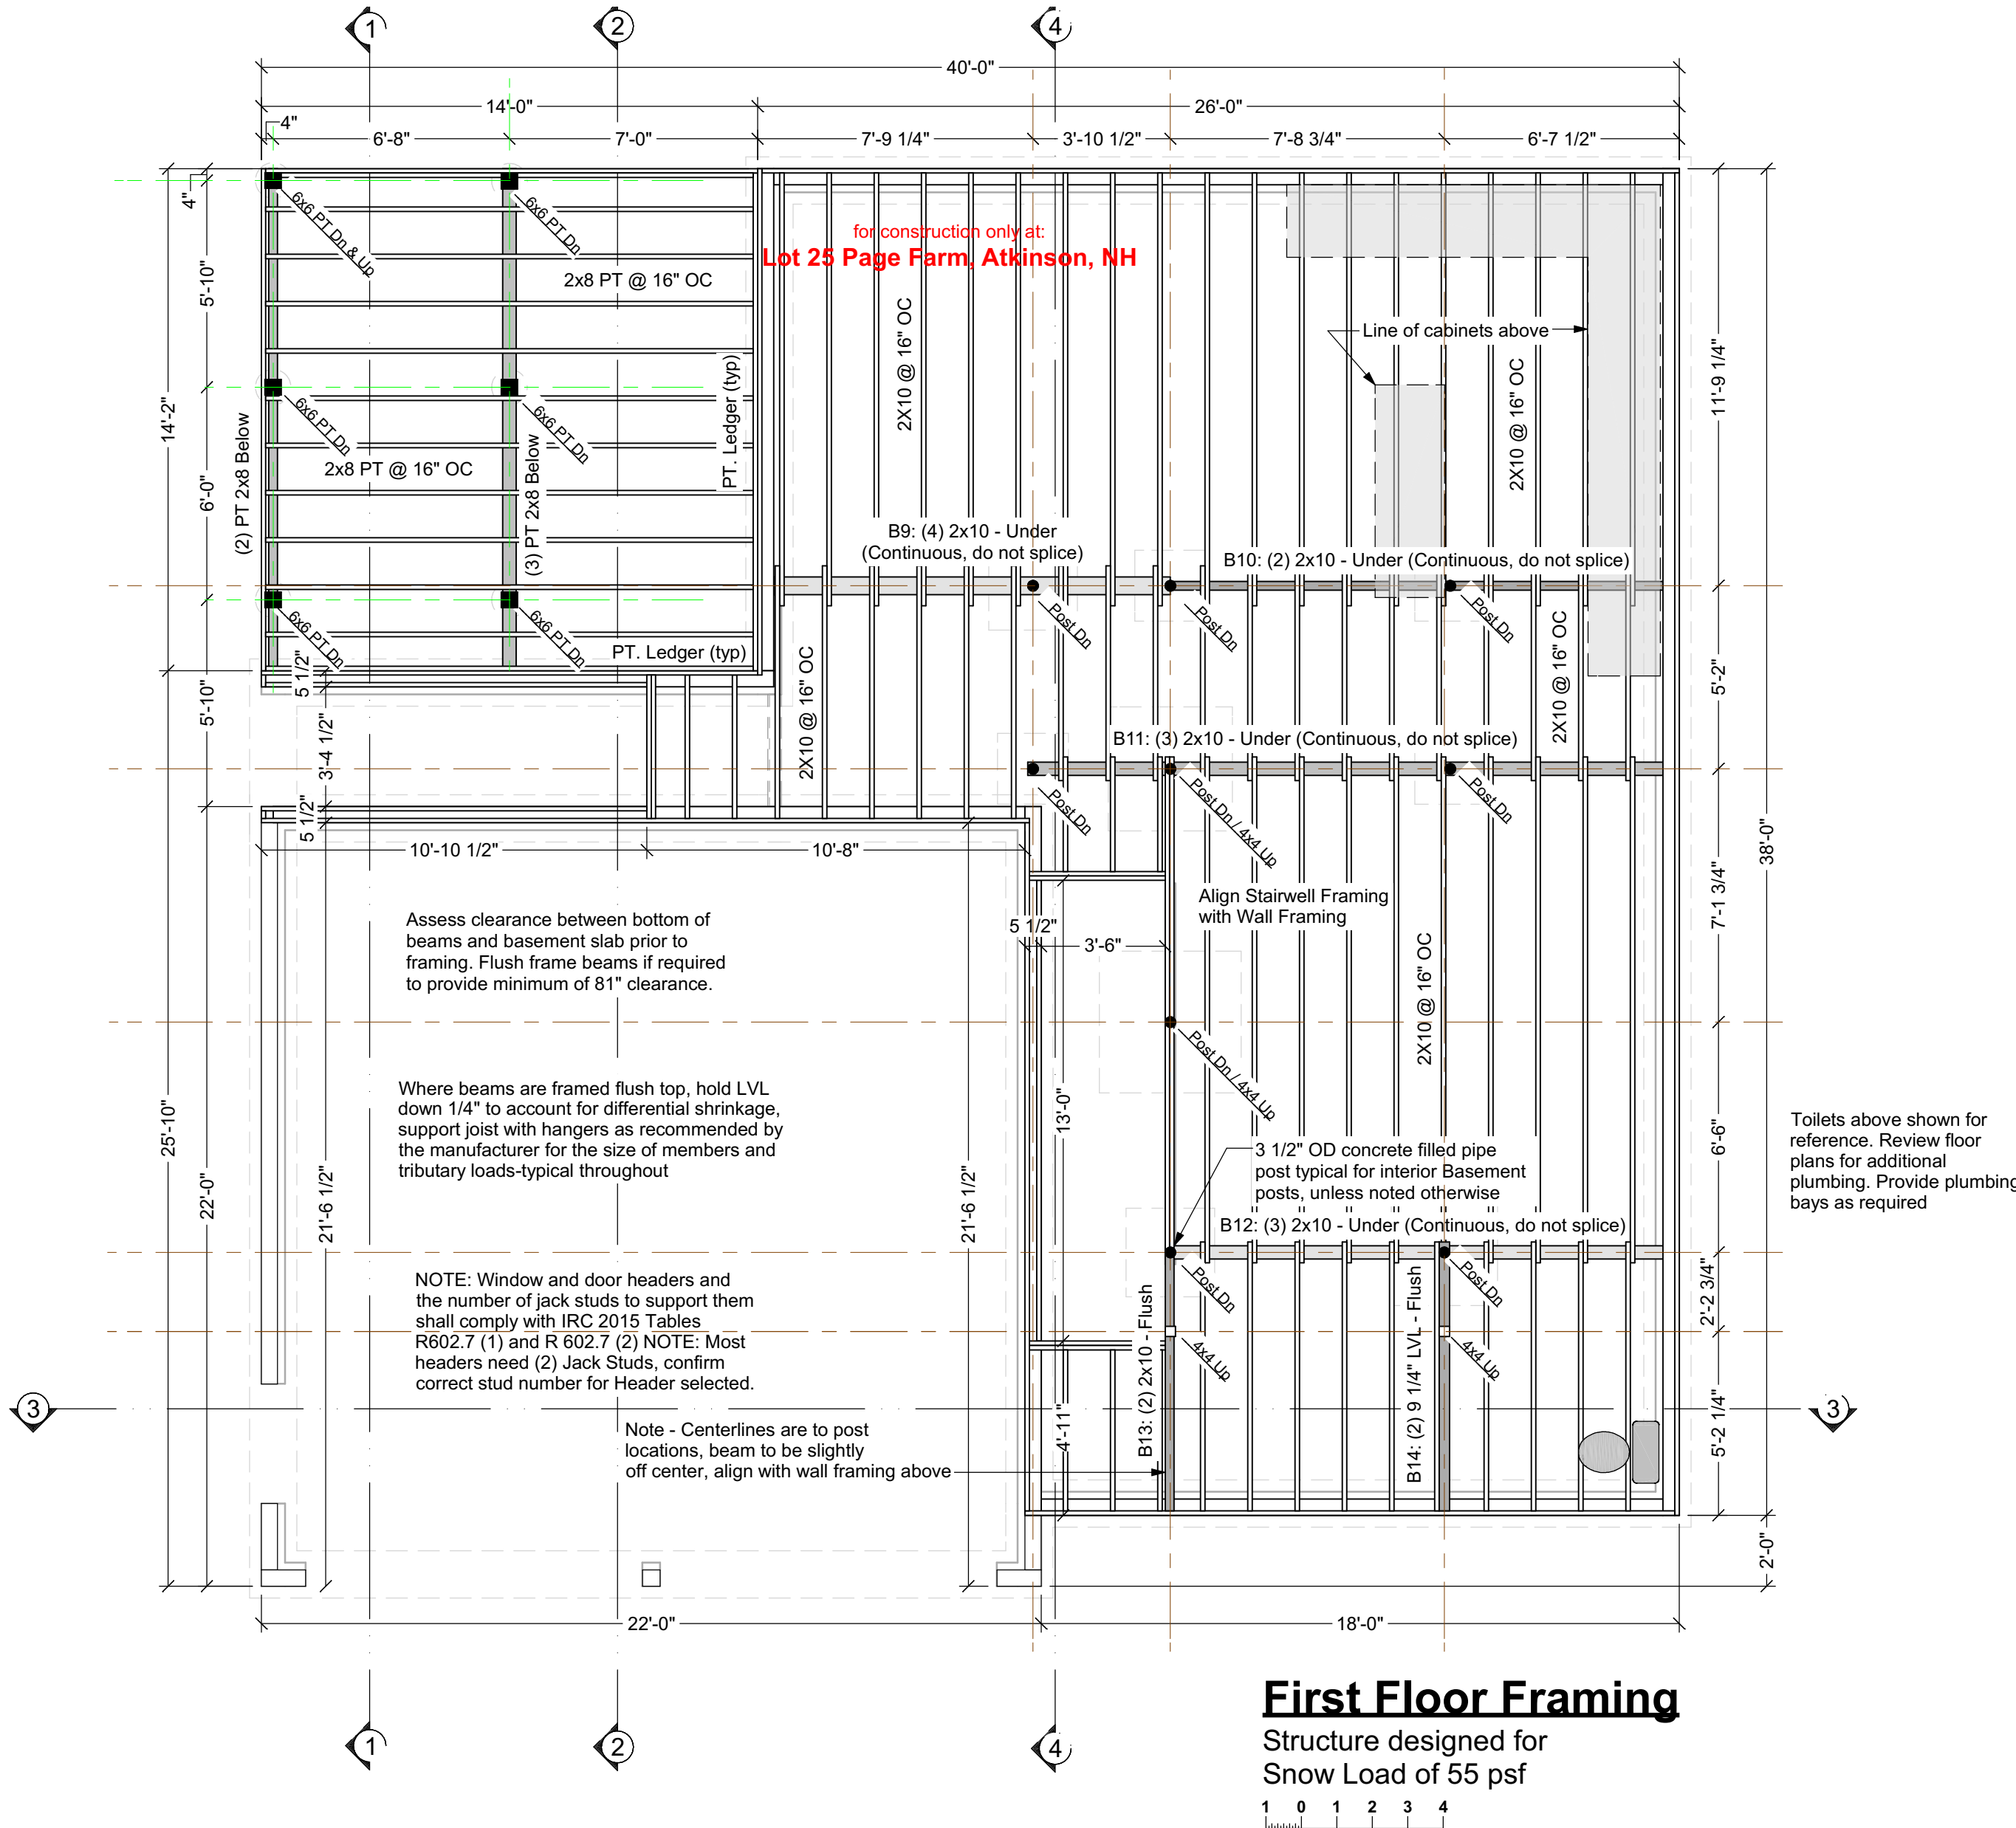 1
2
4
40'-0"
14'-0"
26'-0"
4"
6'-8"
7'-0"
7'-9 1/4"
3'-10 1/2"
7'-8 3/4"
6'-7 1/2"
4"
6x6 PT Dn & Up
6x6 PT Dn
for construction only at:
Lot 25 Page Farm, Atkinson, NH
2x8 PT @ 16" OC
5'-10"
2X10 @ 16" OC
Line of cabinets above
2X10 @ 16" OC
11'-9 1/4"
14'-2"
(2) PT 2x8 Below
6x6 PT Dn
6x6 PT Dn
PT. Ledger (typ)
2x8 PT @ 16" OC
(3) PT 2x8 Below
6'-0"
B9: (4) 2x10 - Under
(Continuous, do not splice)
B10: (2) 2x10 - Under (Continuous, do not splice)
6x6 PT Dn
6x6 PT Dn
PT. Ledger (typ)
Post Dn
Post Dn
Post Dn
5 1/2"
5'-10"
3'-4 1/2"
5 1/2"
2X10 @ 16" OC
2X10 @ 16" OC
5'-2"
B11: (3) 2x10 - Under (Continuous, do not splice)
Post Dn
Post Dn / 4x4 Up
Post Dn
10'-10 1/2"
10'-8"
38'-0"
7'-1 3/4"
Align Stairwell Framing
with Wall Framing
5 1/2"
3'-6"
Assess clearance between bottom of
beams and basement slab prior to
framing. Flush frame beams if required
to provide minimum of 81" clearance.
2X10 @ 16" OC
Post Dn / 4x4 Up
Where beams are framed flush top, hold LVL
down 1/4" to account for differential shrinkage,
support joist with hangers as recommended by
the manufacturer for the size of members and
tributary loads-typical throughout
25'-10"
22'-0"
21'-6 1/2"
21'-6 1/2"
13'-0"
6'-6"
3 1/2" OD concrete filled pipe
post typical for interior Basement
posts, unless noted otherwise
Toilets above shown for
reference. Review floor
plans for additional
plumbing. Provide plumbing
bays as required
B12: (3) 2x10 - Under (Continuous, do not splice)
Post Dn
Post Dn
2'-2 3/4"
NOTE: Window and door headers and
the number of jack studs to support them
shall comply with IRC 2015 Tables
R602.7 (1) and R 602.7 (2) NOTE: Most
headers need (2) Jack Studs, confirm
correct stud number for Header selected.
B13: (2) 2x10 - Flush
4x4 Up
B14: (2) 9 1/4" LVL - Flush
4x4 Up
3
3
Note - Centerlines are to post
locations, beam to be slightly
off center, align with wall framing above
4'-11"
5'-2 1/4"
2'-0"
22'-0"
18'-0"
1
2
4
First Floor Framing
Structure designed for
Snow Load of 55 psf
1 0 1 2 3 4